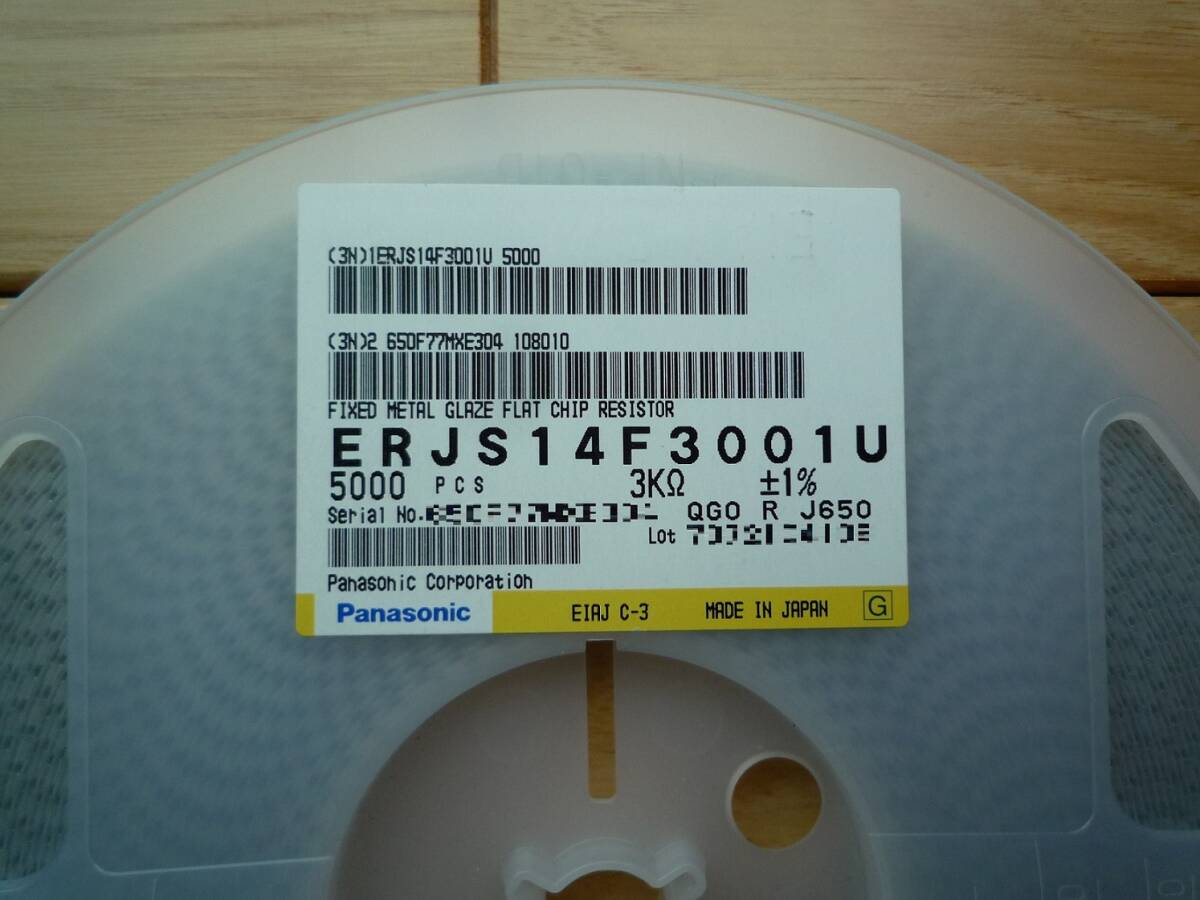 (3N)1ERJS14F3001U 5000
(3N)2 65DF77MXE304 108010
FIXED METAL GLAZE FLAT CHIP RESISTOR
ERJS14F3001U
5000 PCS 3KΩ ±1%
Serial No. QGO R J650
Lot
Panasonic Corporation
Panasonic EIAJ C-3 MADE IN JAPAN G